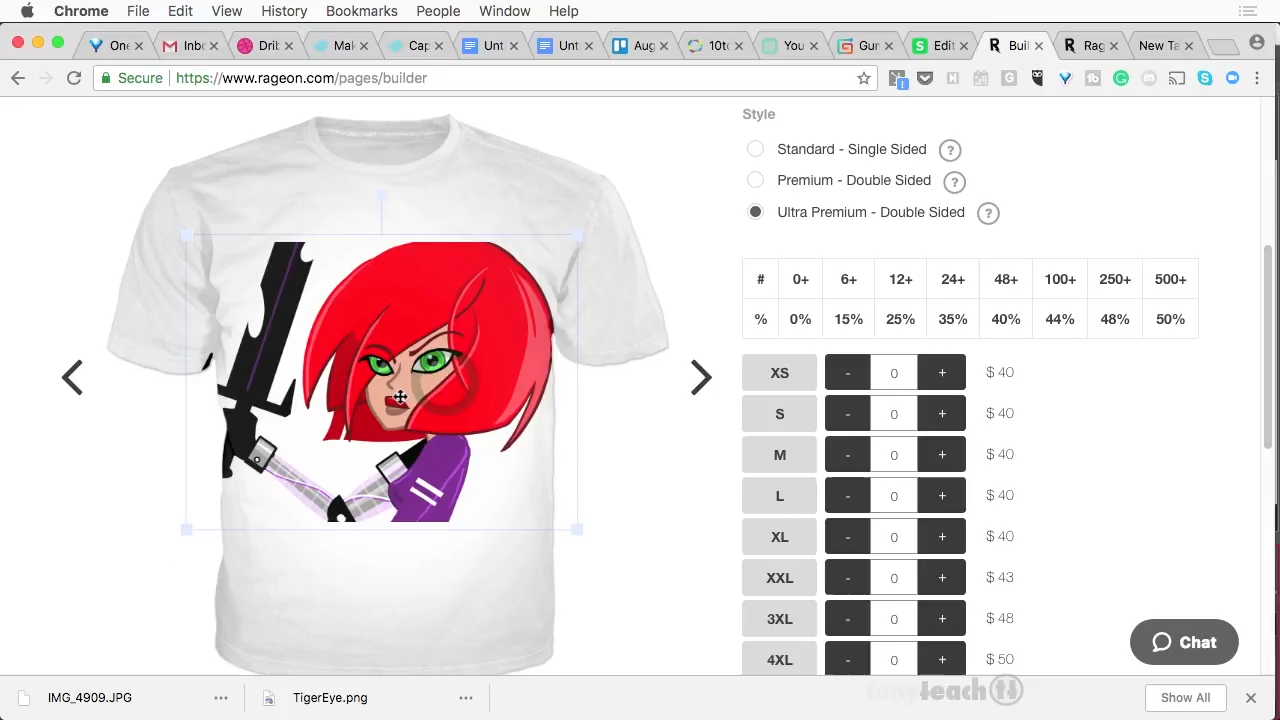 Chrome File Edit View History Bookmarks People Window Help
One Inbo Drib Mak Cap Unt Unt Aug 10to You Gun Edit Buil Rag New Ta
Secure https://www.rageon.com/pages/builder
Style
Standard - Single Sided ?
Premium - Double Sided ?
Ultra Premium - Double Sided ?
# 0+ 6+ 12+ 24+ 48+ 100+ 250+ 500+
% 0% 15% 25% 35% 40% 44% 48% 50%
XS - 0 + $ 40
S - 0 + $ 40
M - 0 + $ 40
L - 0 + $ 40
XL - 0 + $ 40
XXL - 0 + $ 43
3XL - 0 + $ 48
4XL - 0 + $ 50
Chat
IMG_4909.JPG ... TigerEye.png ... Show All